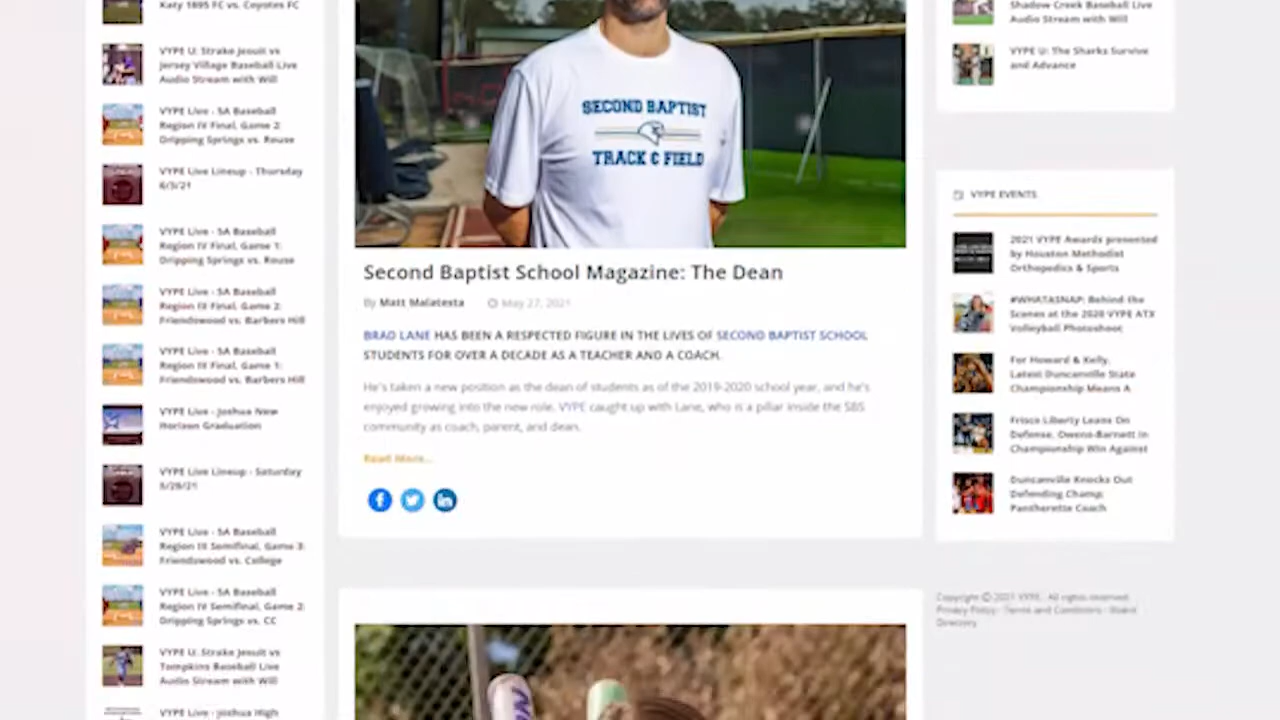 Katy 1895 FC vs. Coyotes FC
VYPE U: Strake Jesuit vs
Jersey Village Baseball Live
Audio Stream with Will
VYPE Live - 5A Baseball
Region IV Final, Game 2:
Dripping Springs vs. Rouse
VYPE Live Lineup - Thursday
6/3/21
VYPE Live - 5A Baseball
Region IV Final, Game 1:
Dripping Springs vs. Rouse
VYPE Live - 5A Baseball
Region III Final, Game 2:
Friendswood vs. Barbers Hill
VYPE Live - 5A Baseball
Region III Final, Game 1:
Friendswood vs. Barbers Hill
VYPE Live - Joshua New
Horizon Graduation
VYPE Live Lineup - Saturday
5/29/21
VYPE Live - 5A Baseball
Region III Semifinal, Game 3:
Friendswood vs. College
VYPE Live - 5A Baseball
Region IV Semifinal, Game 2:
Dripping Springs vs. CC
VYPE U: Strake Jesuit vs
Tompkins Baseball Live
Audio Stream with Will
VYPE Live - Joshua High
SECOND BAPTIST
TRACK & FIELD
Second Baptist School Magazine: The Dean
By Matt Malatesta May 27, 2021
BRAD LANE HAS BEEN A RESPECTED FIGURE IN THE LIVES OF SECOND BAPTIST SCHOOL
STUDENTS FOR OVER A DECADE AS A TEACHER AND A COACH.
He's taken a new position as the dean of students as of the 2019-2020 school year, and he's
enjoyed growing into the new role. VYPE caught up with Lane, who is a pillar inside the SBS
community as coach, parent, and dean.
Read More...
Shadow Creek Baseball Live
Audio Stream with Will
VYPE U: The Sharks Survive
and Advance
VYPE EVENTS
2021 VYPE Awards presented
by Houston Methodist
Orthopedics & Sports
#WHATASNAP: Behind the
Scenes at the 2020 VYPE ATX
Volleyball Photoshoot
For Howard & Kelly,
Latest Duncanville State
Championship Means A
Frisco Liberty Leans On
Defense, Owens-Barnett In
Championship Win Against
Duncanville Knocks Out
Defending Champ;
Pantherette Coach
Copyright © 2021 VYPE. All rights reserved.
Privacy Policy - Terms and Conditions - Board
Directory